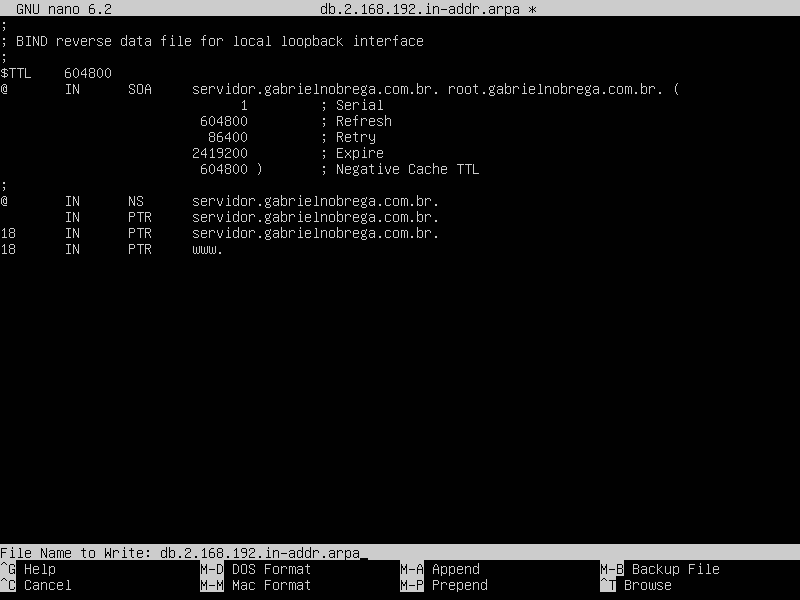 GNU nano 6.2 db.2.168.192.in-addr.arpa *
;
; BIND reverse data file for local loopback interface
;
$TTL 604800
@ IN SOA servidor.gabrielnobrega.com.br. root.gabrielnobrega.com.br. (
1 ; Serial
604800 ; Refresh
86400 ; Retry
2419200 ; Expire
604800 ) ; Negative Cache TTL
;
@ IN NS servidor.gabrielnobrega.com.br.
IN PTR servidor.gabrielnobrega.com.br.
18 IN PTR servidor.gabrielnobrega.com.br.
18 IN PTR www.
File Name to Write: db.2.168.192.in-addr.arpa_
^G Help M-D DOS Format M-A Append M-B Backup File
^C Cancel M-M Mac Format M-P Prepend ^T Browse